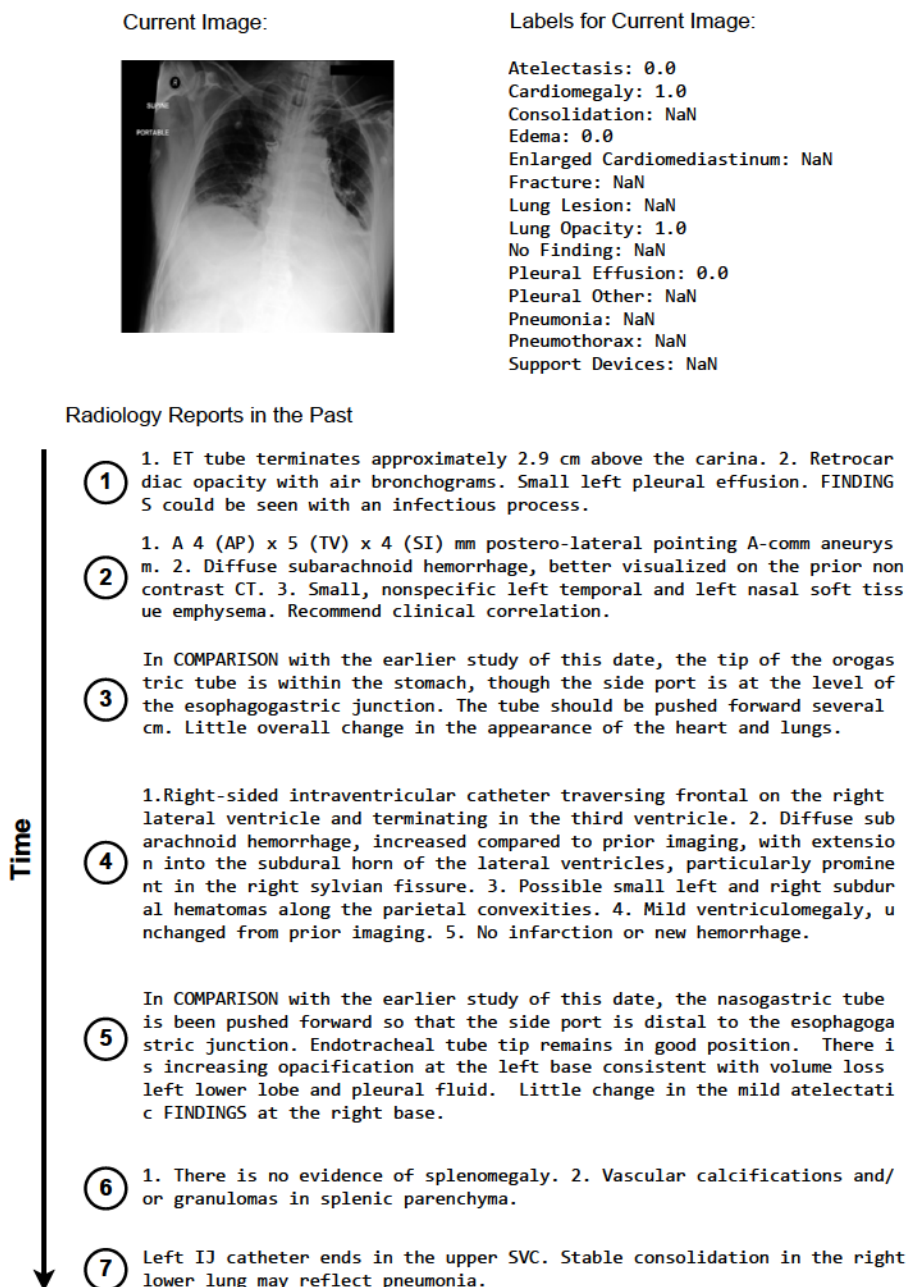 Current Image:
Labels for Current Image:
SUPINE
PORTABLE
Atelectasis: 0.0
Cardiomegaly: 1.0
Consolidation: NaN
Edema: 0.0
Enlarged Cardiomediastinum: NaN
Fracture: NaN
Lung Lesion: NaN
Lung Opacity: 1.0
No Finding: NaN
Pleural Effusion: 0.0
Pleural Other: NaN
Pneumonia: NaN
Pneumothorax: NaN
Support Devices: NaN
Radiology Reports in the Past
Time
1
1. ET tube terminates approximately 2.9 cm above the carina. 2. Retrocar
diac opacity with air bronchograms. Small left pleural effusion. FINDING
S could be seen with an infectious process.
2
1. A 4 (AP) x 5 (TV) x 4 (SI) mm postero-lateral pointing A-comm aneurys
m. 2. Diffuse subarachnoid hemorrhage, better visualized on the prior non
contrast CT. 3. Small, nonspecific left temporal and left nasal soft tiss
ue emphysema. Recommend clinical correlation.
3
In COMPARISON with the earlier study of this date, the tip of the orogas
tric tube is within the stomach, though the side port is at the level of
the esophagogastric junction. The tube should be pushed forward several
cm. Little overall change in the appearance of the heart and lungs.
4
1.Right-sided intraventricular catheter traversing frontal on the right
lateral ventricle and terminating in the third ventricle. 2. Diffuse sub
arachnoid hemorrhage, increased compared to prior imaging, with extensio
n into the subdural horn of the lateral ventricles, particularly promine
nt in the right sylvian fissure. 3. Possible small left and right subdur
al hematomas along the parietal convexities. 4. Mild ventriculomegaly, u
nchanged from prior imaging. 5. No infarction or new hemorrhage.
5
In COMPARISON with the earlier study of this date, the nasogastric tube
is been pushed forward so that the side port is distal to the esophagoga
stric junction. Endotracheal tube tip remains in good position.  There i
s increasing opacification at the left base consistent with volume loss
left lower lobe and pleural fluid.  Little change in the mild atelectati
c FINDINGS at the right base.
6
1. There is no evidence of splenomegaly. 2. Vascular calcifications and/
or granulomas in splenic parenchyma.
7
Left IJ catheter ends in the upper SVC. Stable consolidation in the right
lower lung may reflect pneumonia.